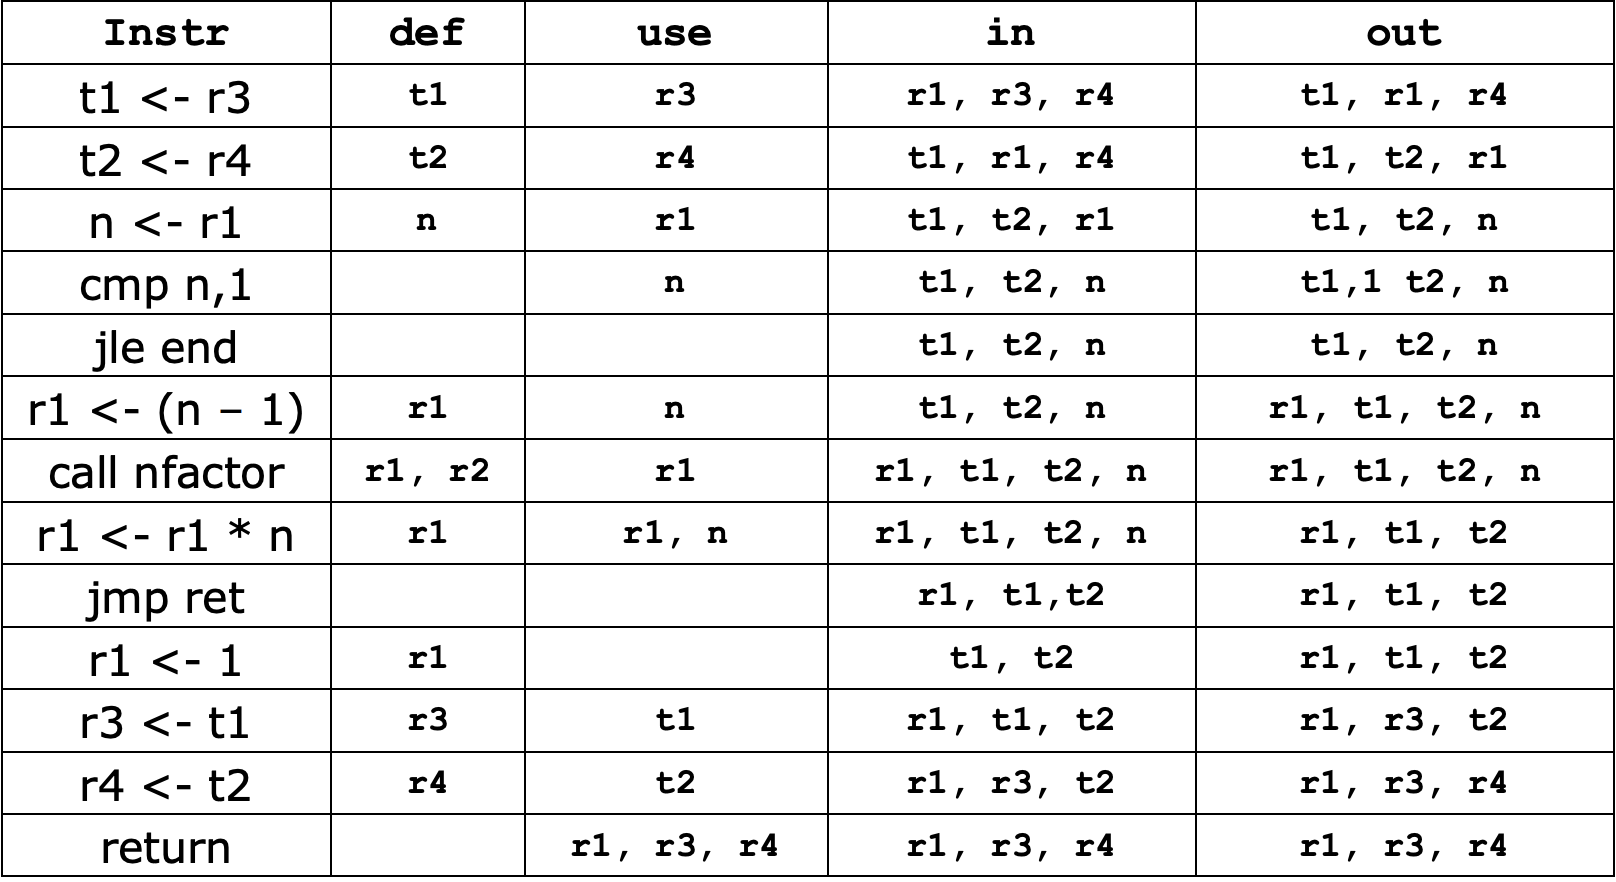 Instr def use in out
t1 <- r3 t1 r3 r1, r3, r4 t1, r1, r4
t2 <- r4 t2 r4 t1, r1, r4 t1, t2, r1
n <- r1 n r1 t1, t2, r1 t1, t2, n
cmp n,1 n t1, t2, n t1,1 t2, n
jle end t1, t2, n t1, t2, n
r1 <- (n – 1) r1 n t1, t2, n r1, t1, t2, n
call nfactor r1, r2 r1 r1, t1, t2, n r1, t1, t2, n
r1 <- r1 * n r1 r1, n r1, t1, t2, n r1, t1, t2
jmp ret r1, t1,t2 r1, t1, t2
r1 <- 1 r1 t1, t2 r1, t1, t2
r3 <- t1 r3 t1 r1, t1, t2 r1, r3, t2
r4 <- t2 r4 t2 r1, r3, t2 r1, r3, r4
return r1, r3, r4 r1, r3, r4 r1, r3, r4